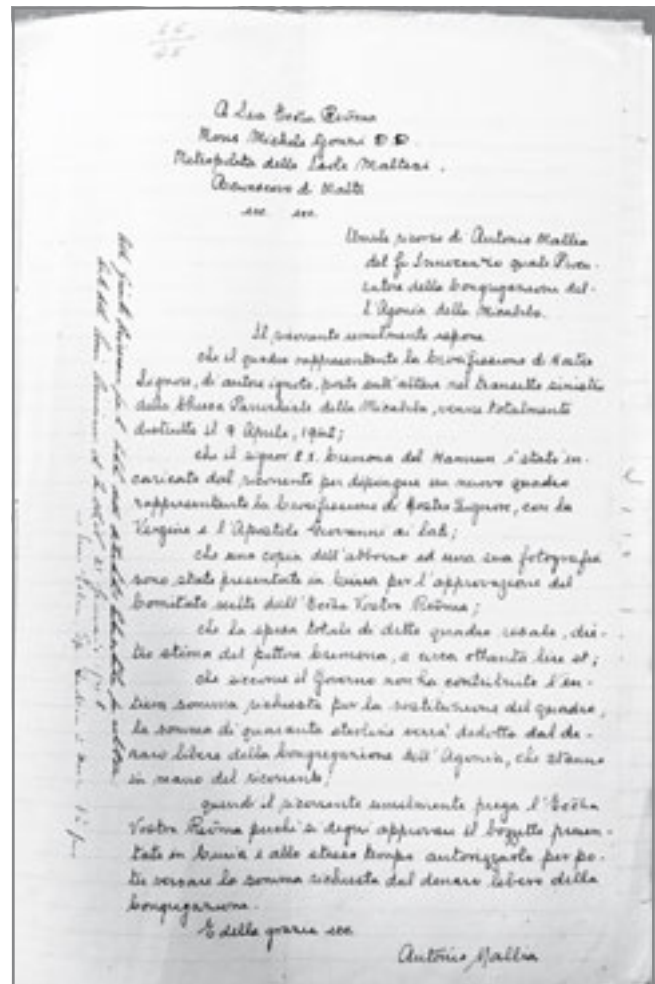 A Sua Eccza Revma
Mons Michele Gonzi D D.
Metropolita delle Isole Maltesi.
Arcivescovo di Malta
ecc. ecc.
Umile ricorso di Antonio Mallia
del fu Innocenzo quale Procu-
ratore della Congregazione del-
l'Agonia della Micabiba.
Il ricorrente umilmente espone
che il quadro rappresentante la Crocifissione di Nostro
Signore, di autore ignoto, posto sull'altare nel transetto sinistro
della Chiesa Parrocchiale della Micabiba, venne totalmente
distrutto il 9 Aprile, 1942;
che il signor E.V. Cremona del Hamrun è stato in-
caricato dal ricorrente per dipingere un nuovo quadro
rappresentante la Crocifissione di Nostro Signore, con la
Vergine e l'Apostolo Giovanni ai lati;
che una copia dell'abbozzo ed una sua fotografia
sono state presentate in Curia per l'approvazione del
Comitato scelto dall'Eccza Vostra Revma;
che la spesa totale di detto quadro risale, die-
tro stima del pittore Cremona, a circa ottanta lire st;
che siccome il Governo non ha contribuito l'en-
tiera somma richiesta per la sostituzione del quadro,
la somma di quaranta sterline verrà dedotta dal de-
naro libero della Congregazione dell'Agonia, che stanno
in mano del ricorrente;
quindi il ricorrente umilmente prega l'Eccza
Vostra Revma perchè si degni approvare il bozzetto presen-
tato in Curia e allo stesso tempo autorizzarlo per po-
ter versare la somma richiesta dal denaro libero della
Congregazione.
E della grazia ecc.
Antonio Mallia